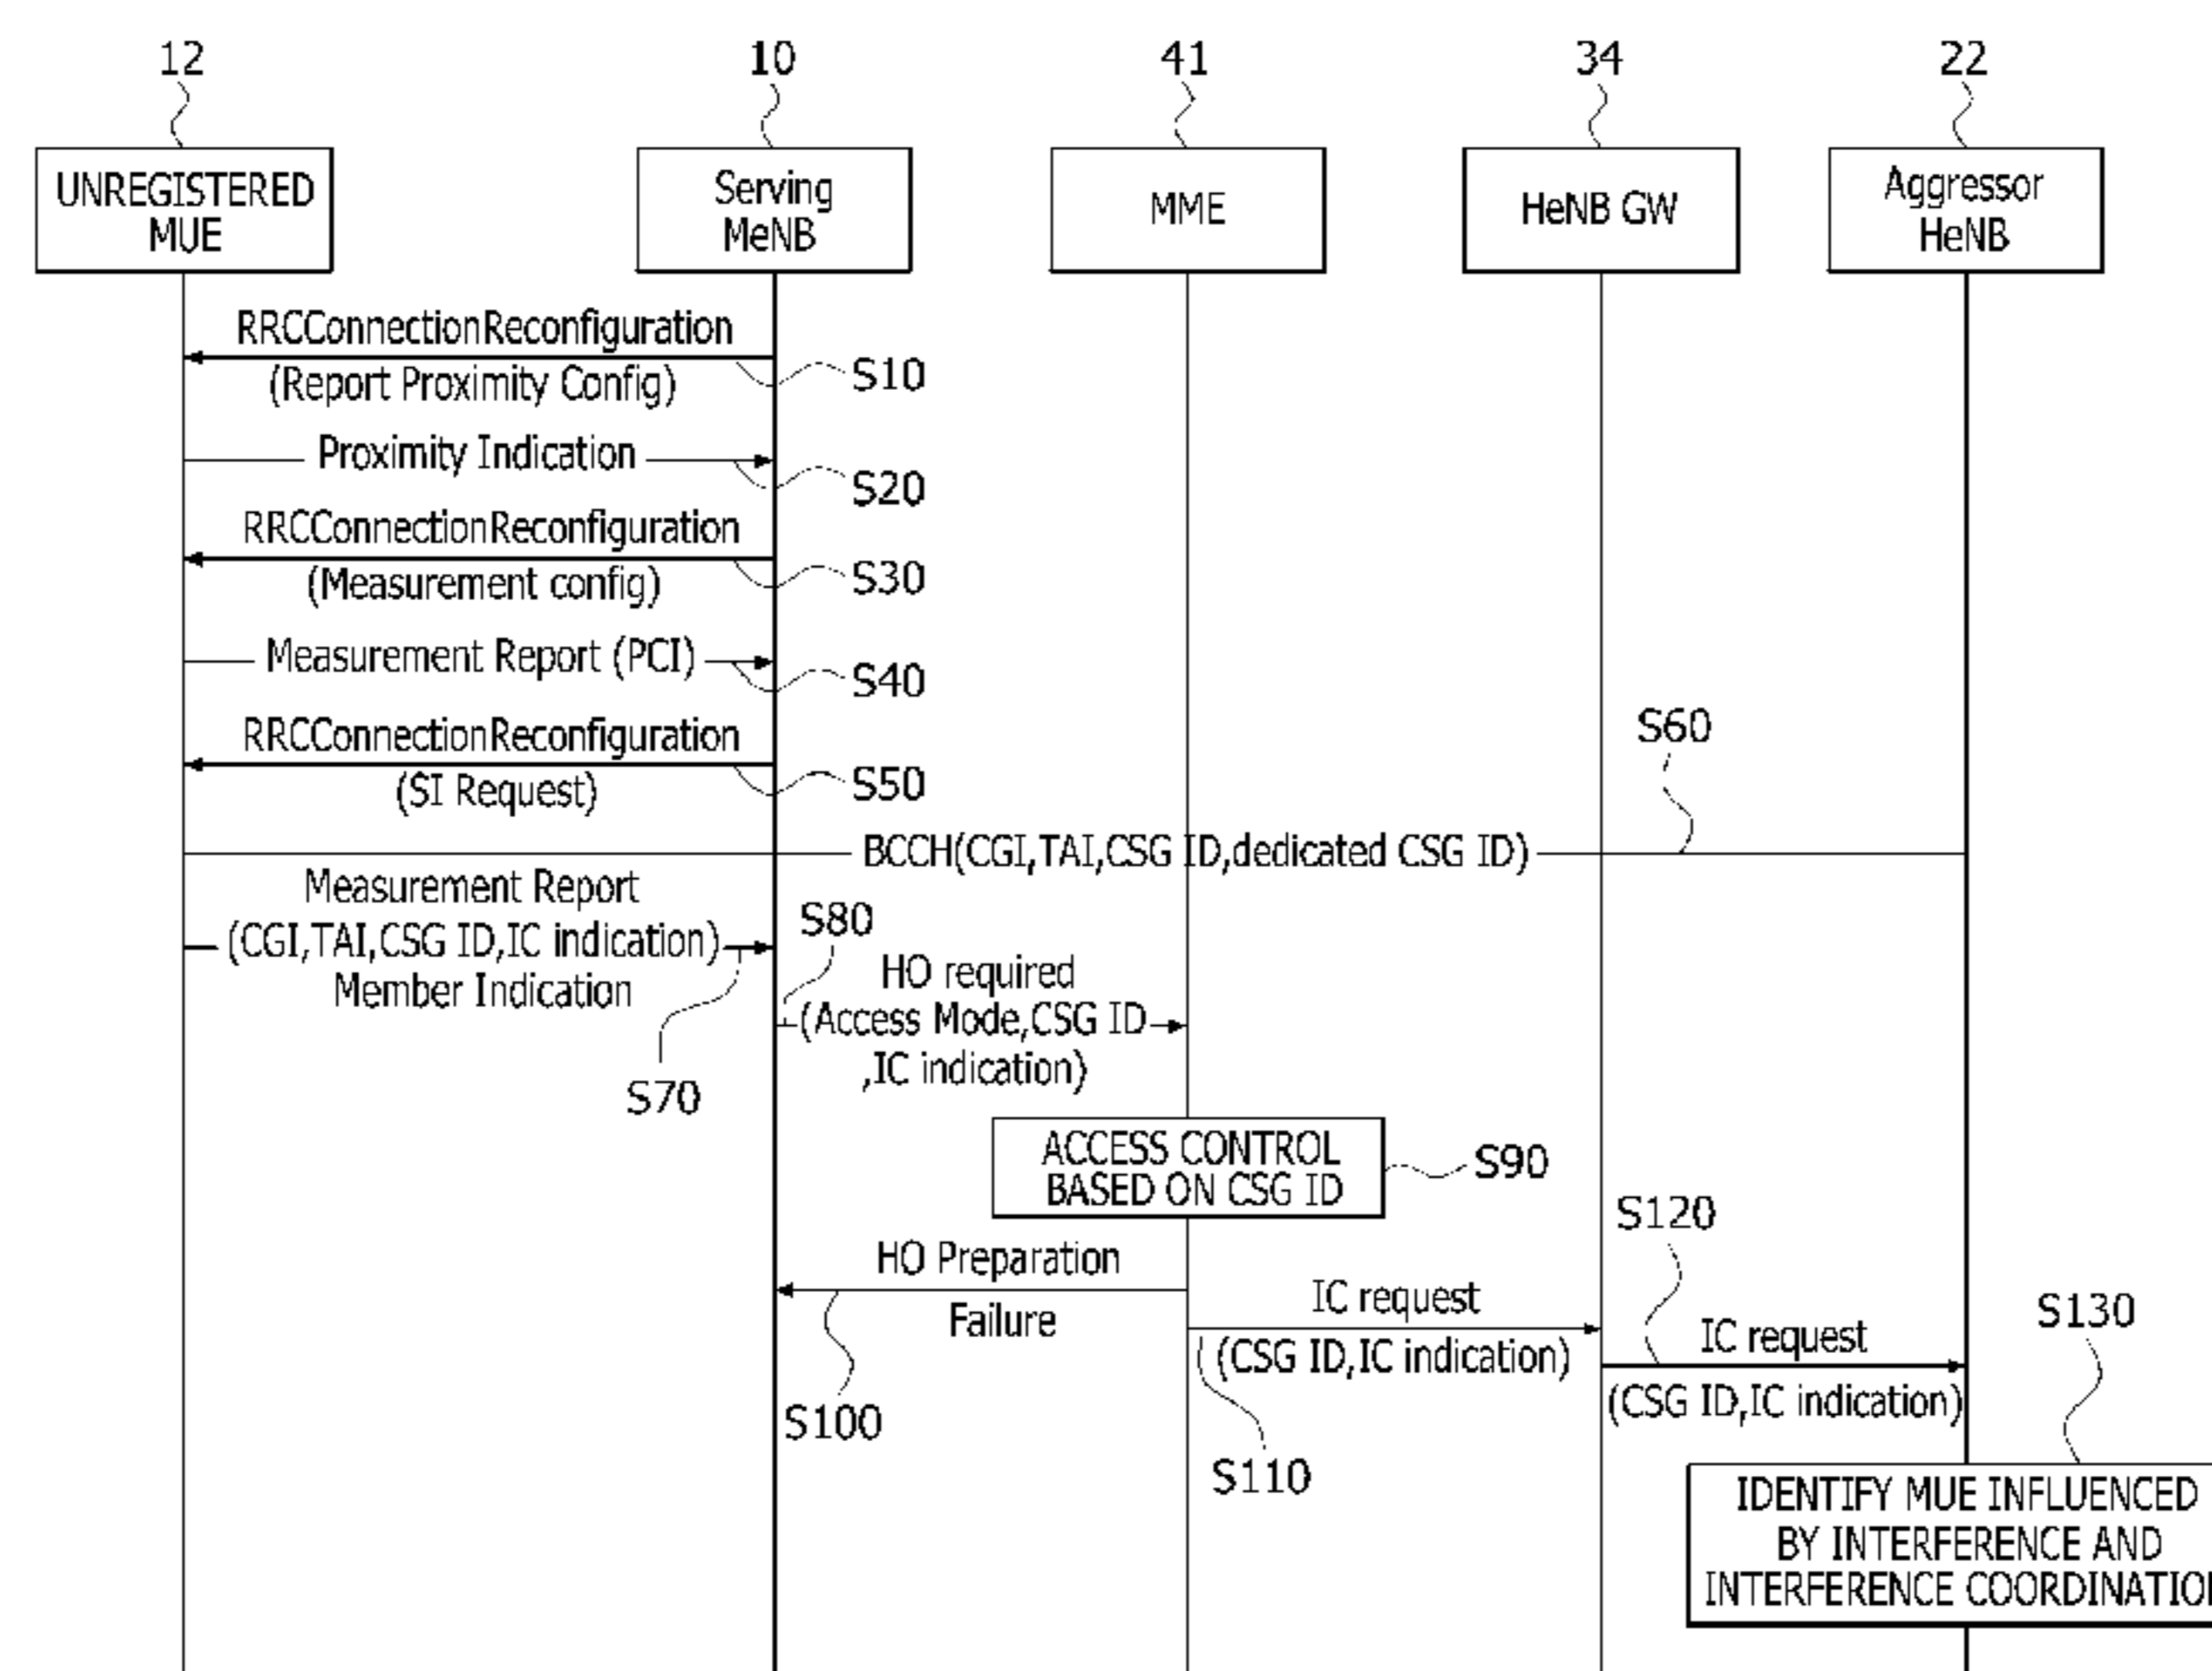 12
10
41
34
22
UNREGISTERED
MUE
Serving
MeNB
MME
HeNB GW
Aggressor
HeNB
RRCConnectionReconfiguration
(Report Proximity Config)
S10
Proximity Indication
S20
RRCConnectionReconfiguration
(Measurement config)
S30
Measurement Report (PCI)
S40
RRCConnectionReconfiguration
(SI Request)
S50
S60
BCCH(CGI,TAI,CSG ID,dedicated CSG ID)
Measurement Report
(CGI,TAI,CSG ID,IC indication)
Member Indication
S70
S80
HO required
(Access Mode,CSG ID
,IC indication)
ACCESS CONTROL
BASED ON CSG ID
S90
HO Preparation
Failure
S100
IC request
(CSG ID,IC indication)
S110
S120
IC request
(CSG ID,IC indication)
S130
IDENTIFY MUE INFLUENCED
BY INTERFERENCE AND
INTERFERENCE COORDINATION